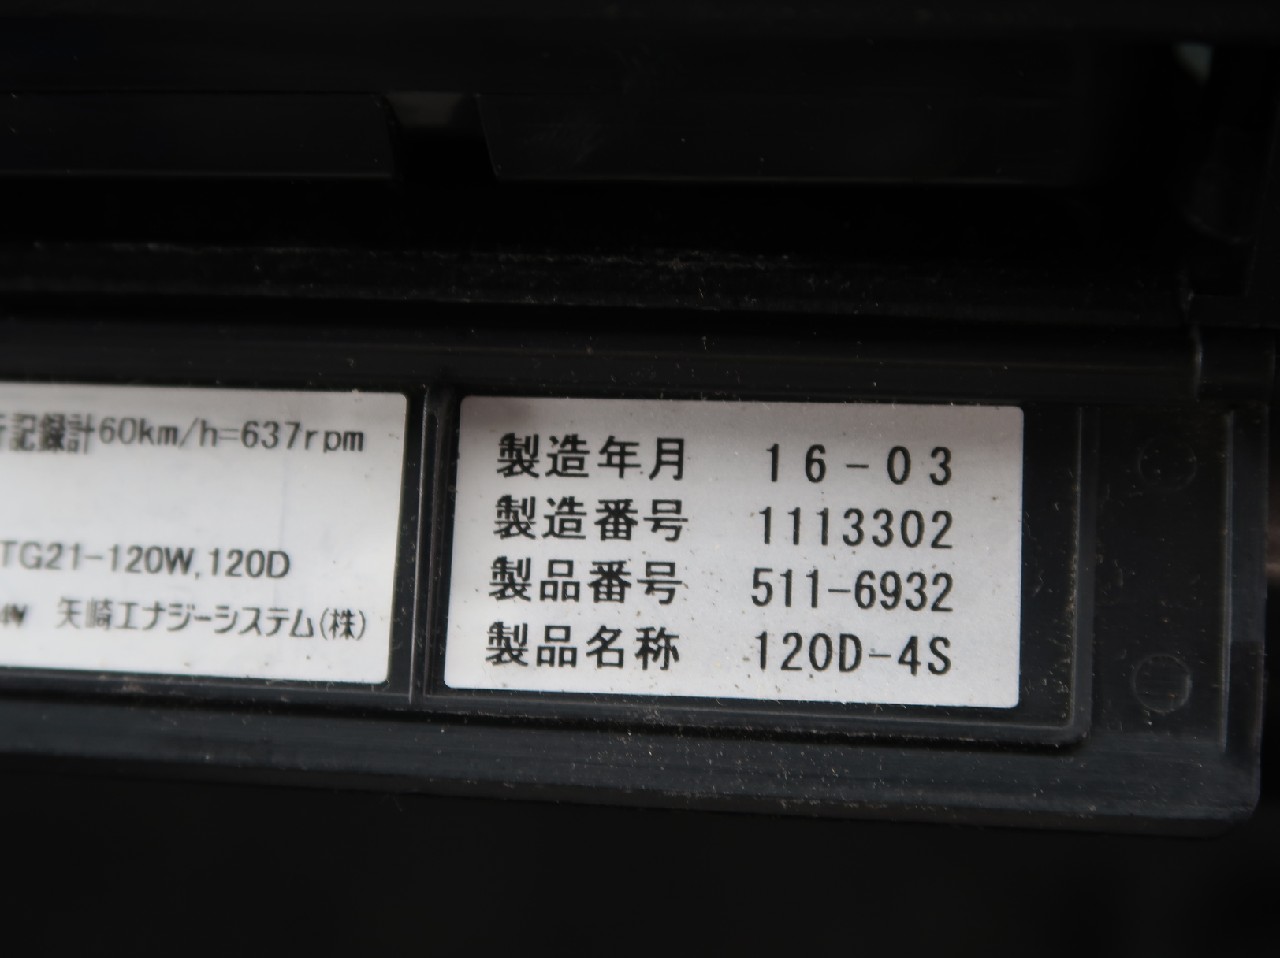 記録計60km/h=637rpm
TG21-120W,120D
矢崎エナジーシステム(株)
製造年月 16-03
製造番号 1113302
製品番号 511-6932
製品名称 120D-4S